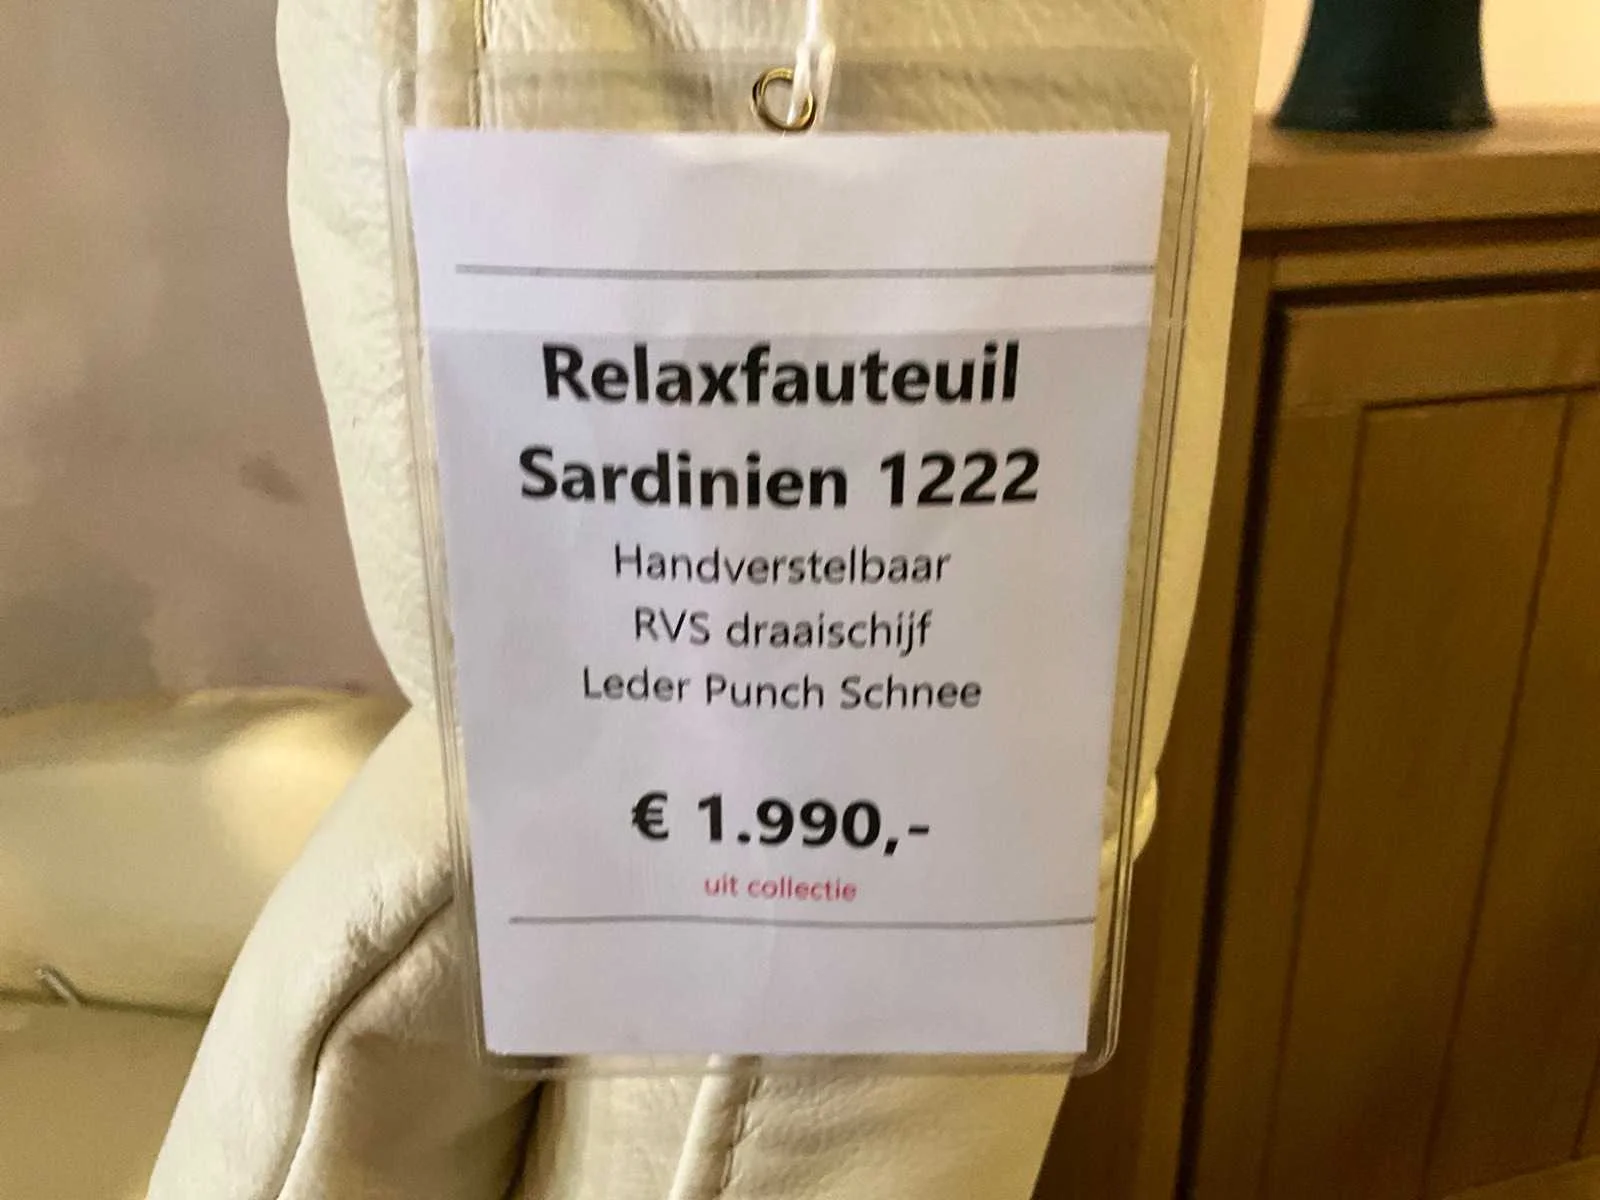 Relaxfauteuil
Sardinien 1222
Handverstelbaar
RVS draaischijf
Leder Punch Schnee
€ 1.990,-
uit collectie